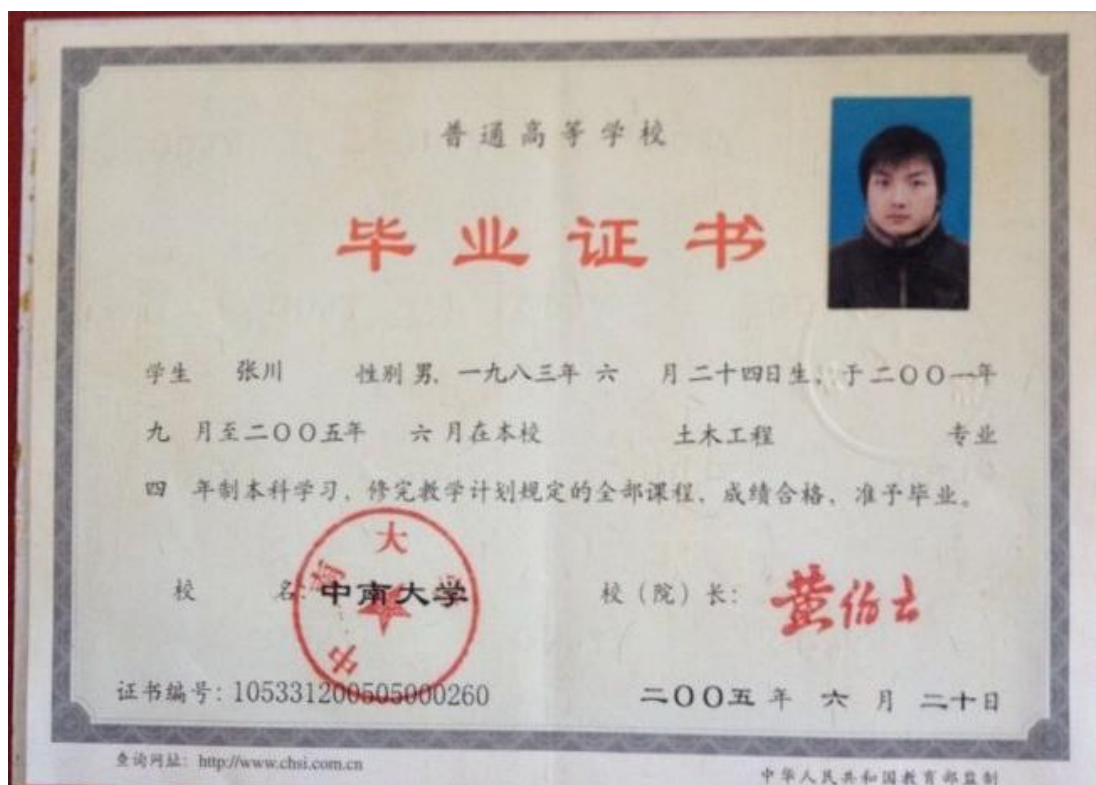 普通高等学校
毕业证书
学生 张川 性别 男，一九八三年 六 月二十四日生，于二〇〇一年
九 月至二〇〇五年 六 月在本校 土木工程 专业
四 年制本科学习，修完教学计划规定的全部课程，成绩合格，准予毕业。
校 名：中南大学 校（院）长：黄伯云
中南大学
证书编号：105331200505000260 二〇〇五年 六 月 二十日
查询网址：http://www.chsi.com.cn 中华人民共和国教育部监制